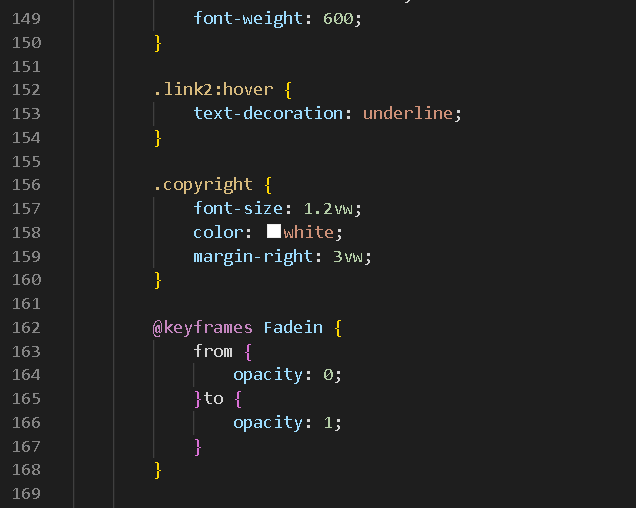 149 font-weight: 600;
150 }
151
152 .link2:hover {
153 text-decoration: underline;
154 }
155
156 .copyright {
157 font-size: 1.2vw;
158 color: white;
159 margin-right: 3vw;
160 }
161
162 @keyframes Fadein {
163 from {
164 opacity: 0;
165 }to {
166 opacity: 1;
167 }
168 }
169